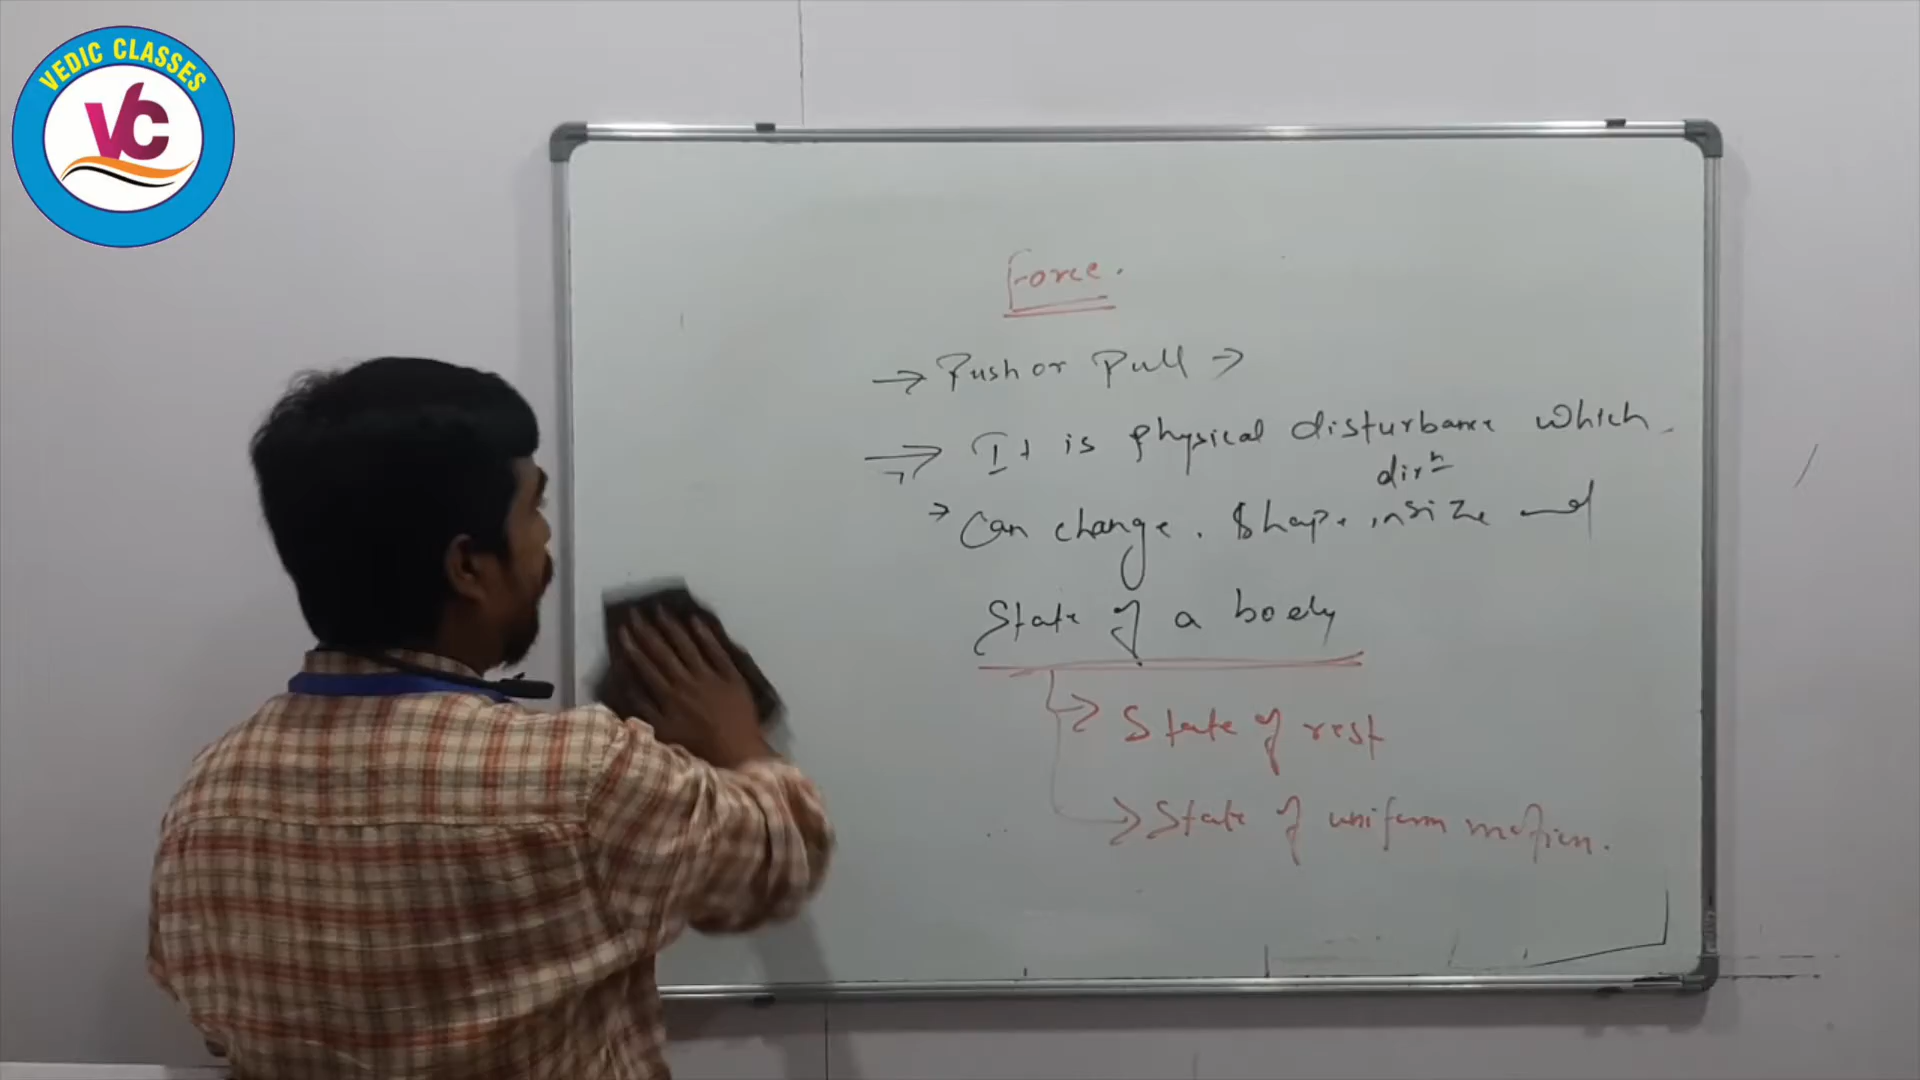 VEDIC CLASSES
VC
Force.
→ Push or Pull →
→ It is physical disturbance which
dirⁿ
→ Can change. Shape, size and
State of a body
→ State of rest
→ State of uniform motion.